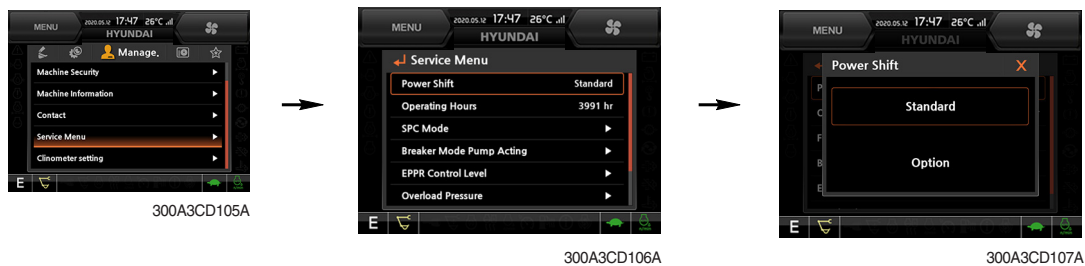 MENU
2020.05.12 17:47 26°C
HYUNDAI
Manage.
Machine Security
Machine Information
Contact
Service Menu
Clinometer setting
E
300A3CD105A
MENU
2020.05.12 17:47 26°C
HYUNDAI
Service Menu
Power Shift Standard
Operating Hours 3991 hr
SPC Mode
Breaker Mode Pump Acting
EPPR Control Level
Overload Pressure
E
300A3CD106A
MENU
2020.05.12 17:47 26°C
HYUNDAI
Power Shift X
Standard
Option
E
300A3CD107A